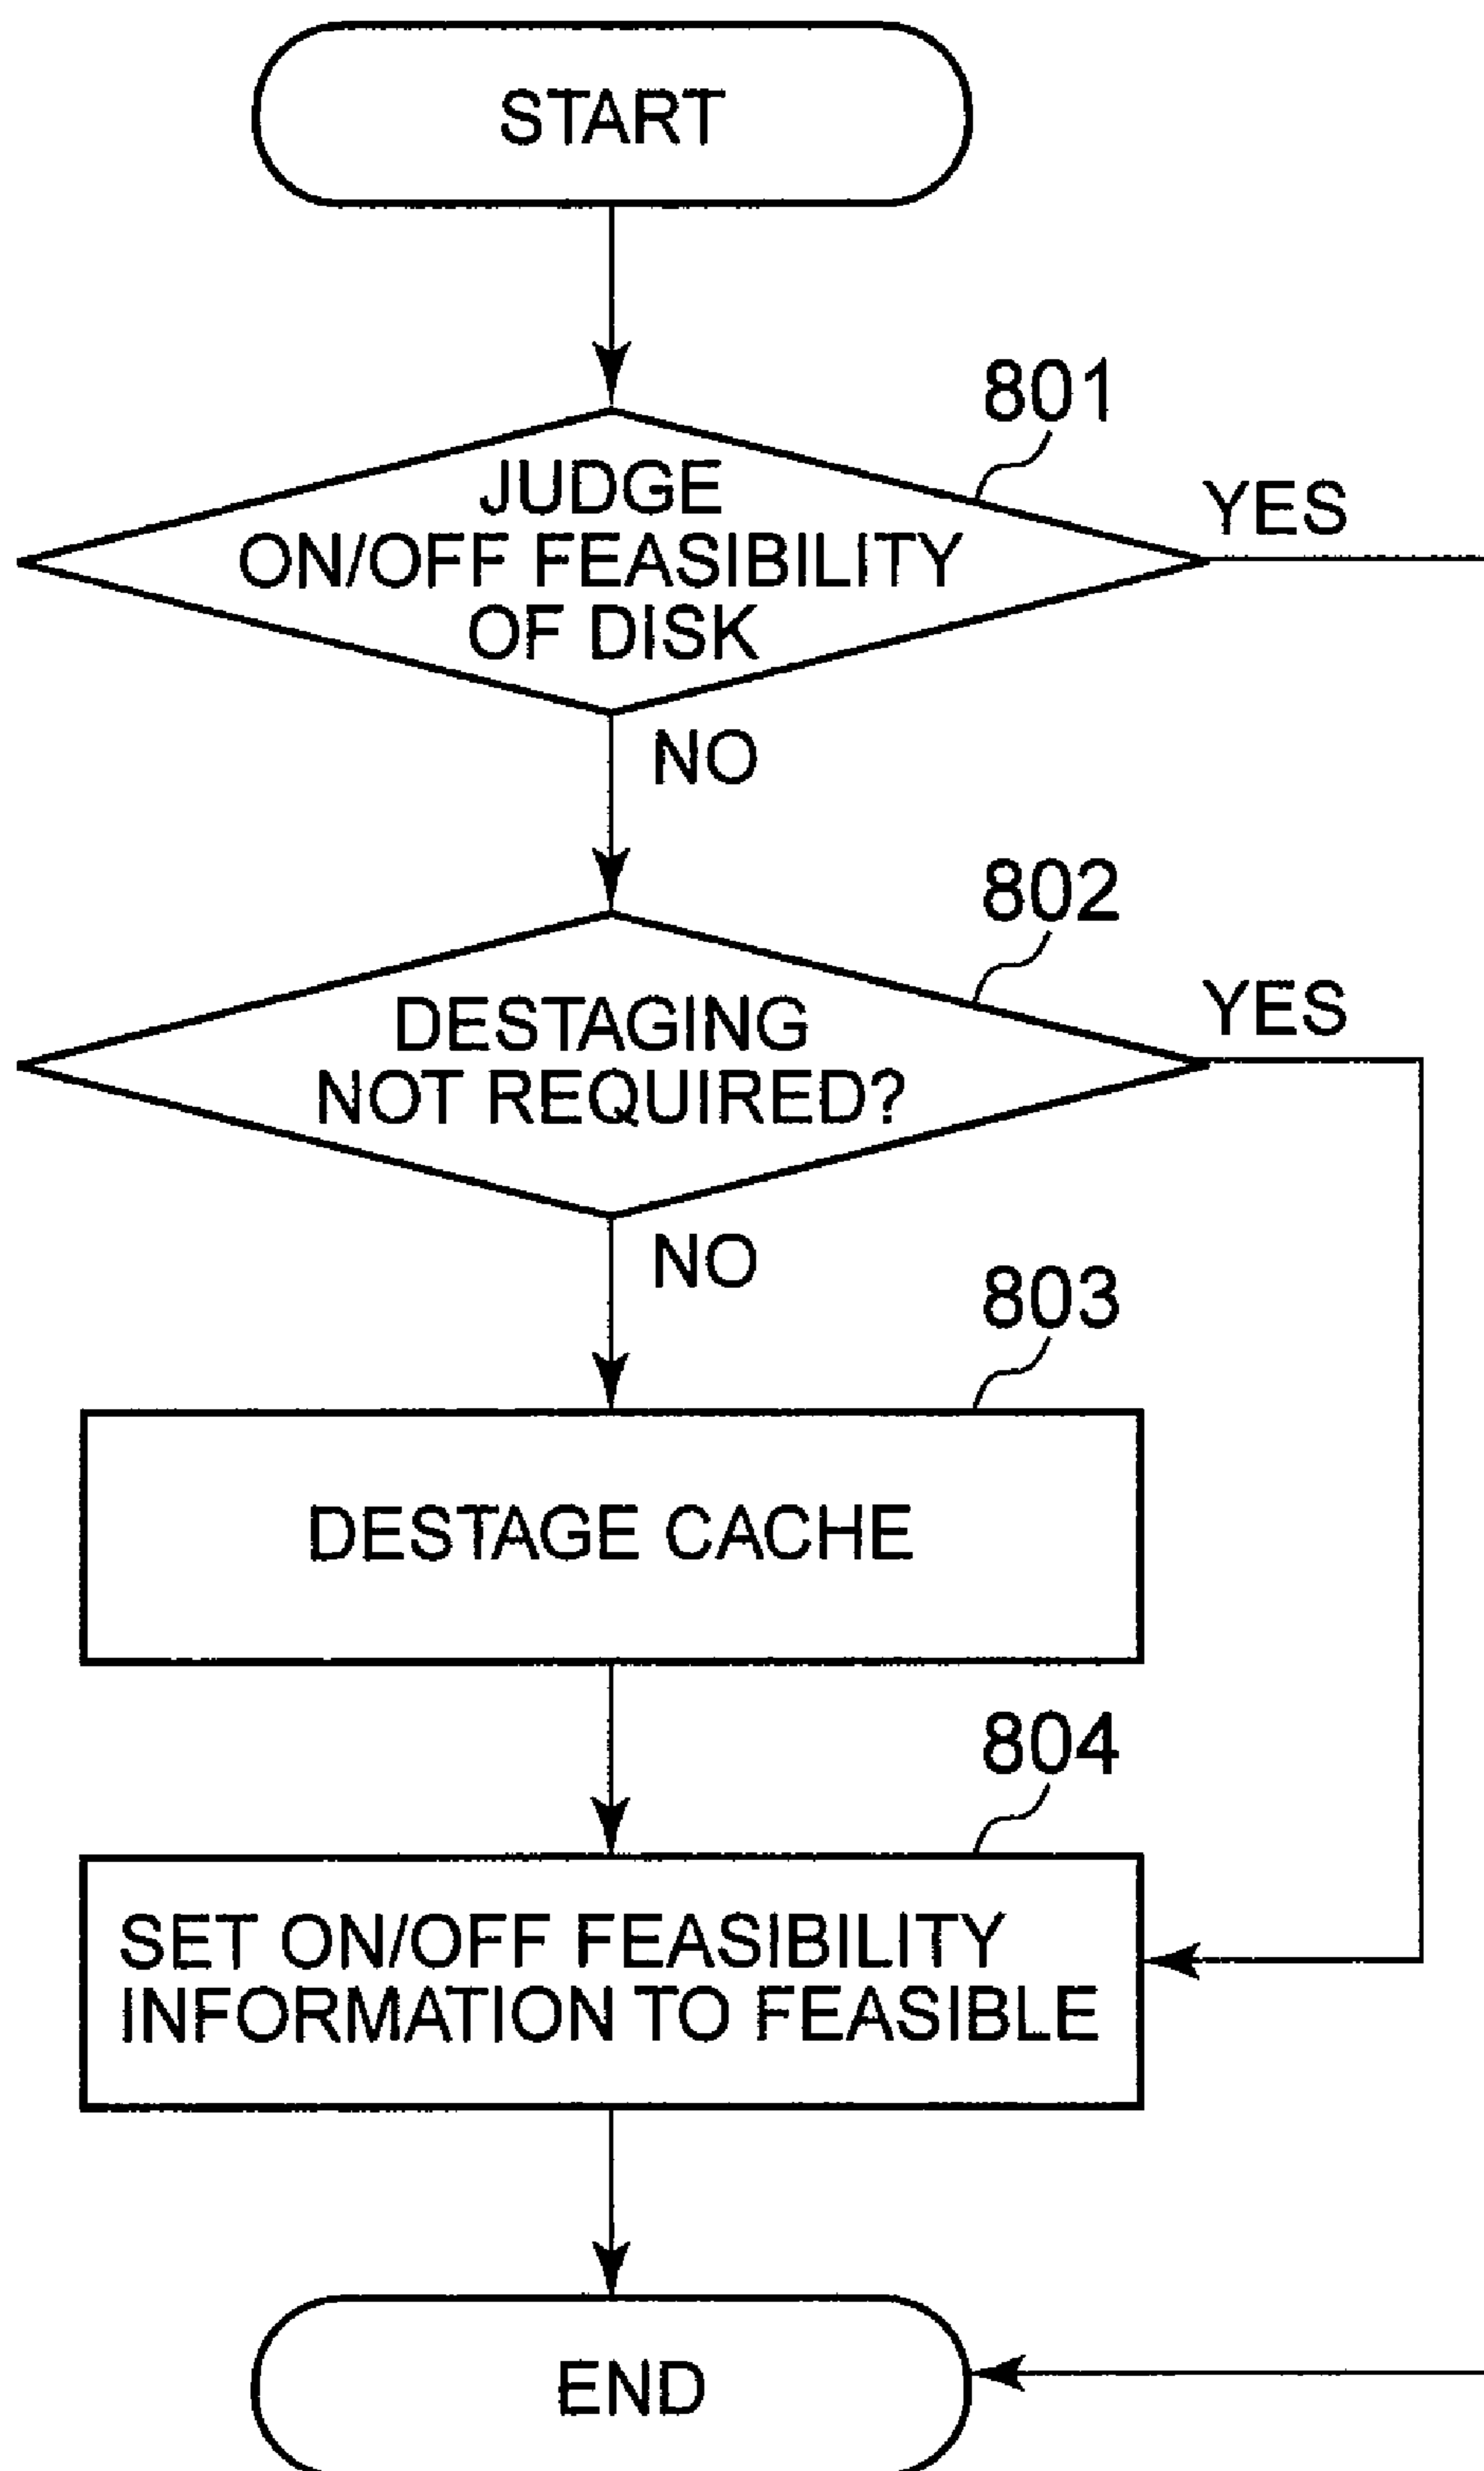 START
801
JUDGE
ON/OFF FEASIBILITY
OF DISK
YES
NO
802
DESTAGING
NOT REQUIRED?
YES
NO
803
DESTAGE CACHE
804
SET ON/OFF FEASIBILITY
INFORMATION TO FEASIBLE
END